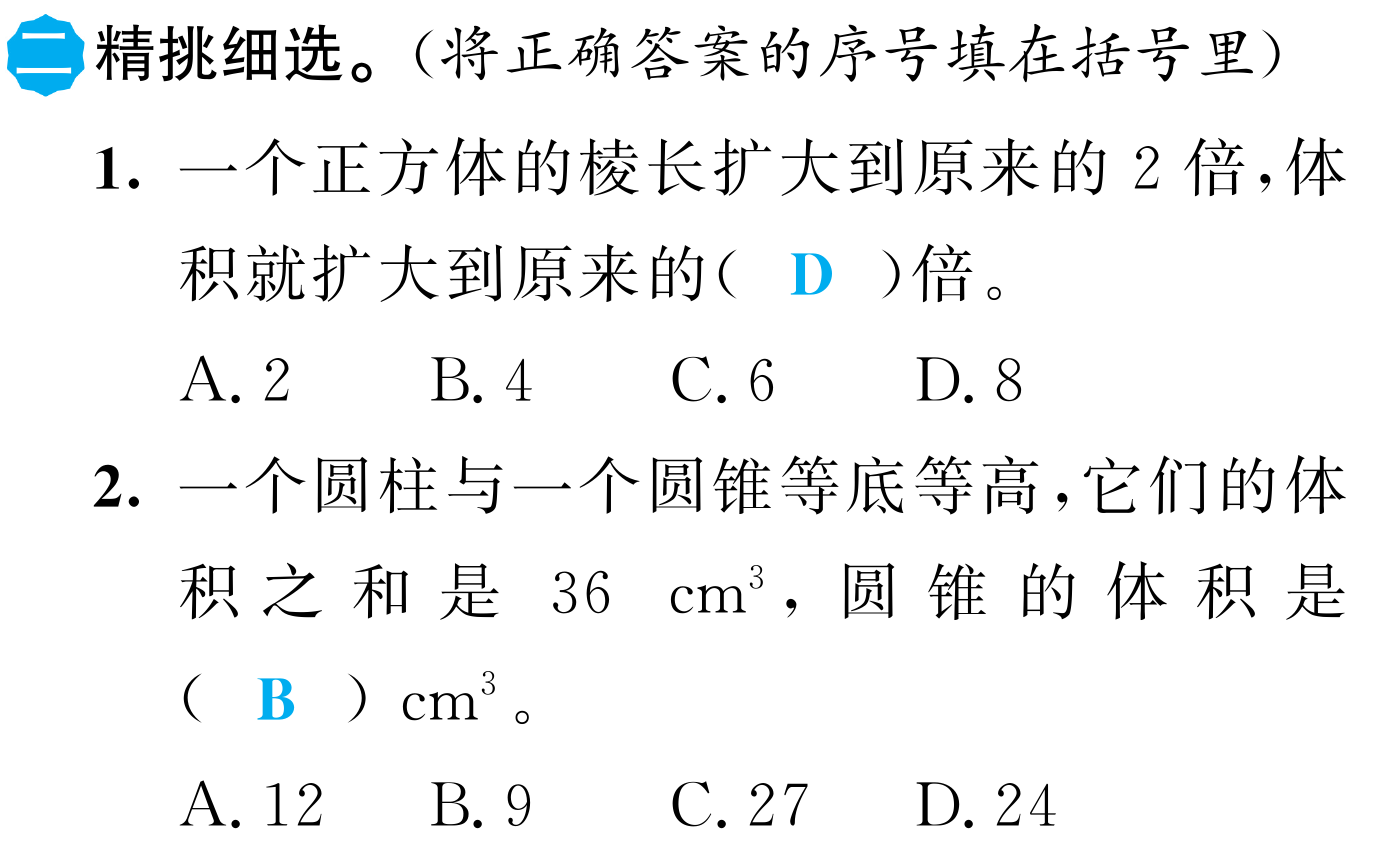 二 精挑细选。(将正确答案的序号填在括号里)
1. 一个正方体的棱长扩大到原来的 2 倍,体
积就扩大到原来的( D )倍。
A. 2 B. 4 C. 6 D. 8
2. 一个圆柱与一个圆锥等底等高,它们的体
积之和是 36 cm³,圆锥的体积是
( B ) cm³。
A. 12 B. 9 C. 27 D. 24